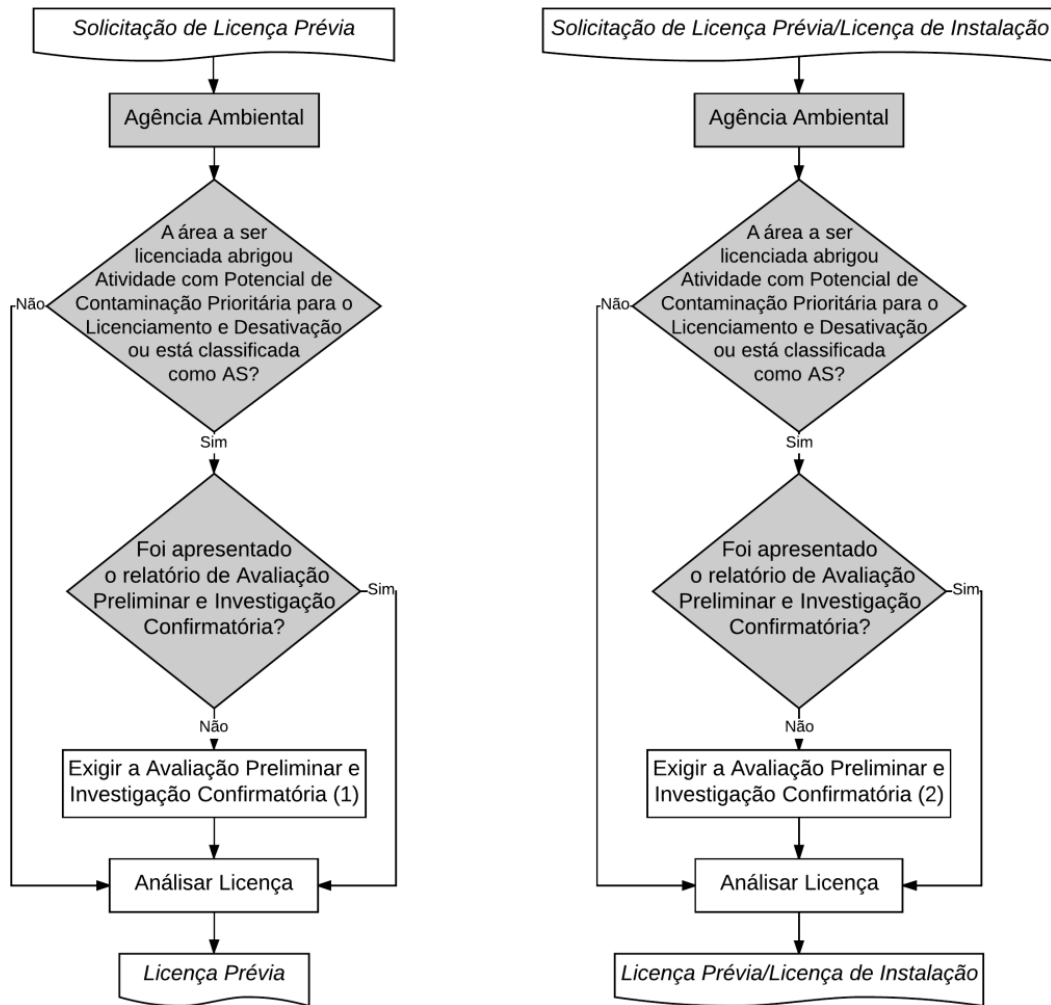 Solicitação de Licença Prévia
Agência Ambiental
A área a ser
licenciada abrigou
Atividade com Potencial de
Contaminação Prioritária para o
Licenciamento e Desativação
ou está classificada
como AS?
Não
Sim
Foi apresentado
o relatório de Avaliação
Preliminar e Investigação
Confirmatória?
Sim
Não
Exigir a Avaliação Preliminar e
Investigação Confirmatória (1)
Análisar Licença
Licença Prévia
Solicitação de Licença Prévia/Licença de Instalação
Agência Ambiental
A área a ser
licenciada abrigou
Atividade com Potencial de
Contaminação Prioritária para o
Licenciamento e Desativação
ou está classificada
como AS?
Não
Sim
Foi apresentado
o relatório de Avaliação
Preliminar e Investigação
Confirmatória?
Sim
Não
Exigir a Avaliação Preliminar e
Investigação Confirmatória (2)
Análisar Licença
Licença Prévia/Licença de Instalação